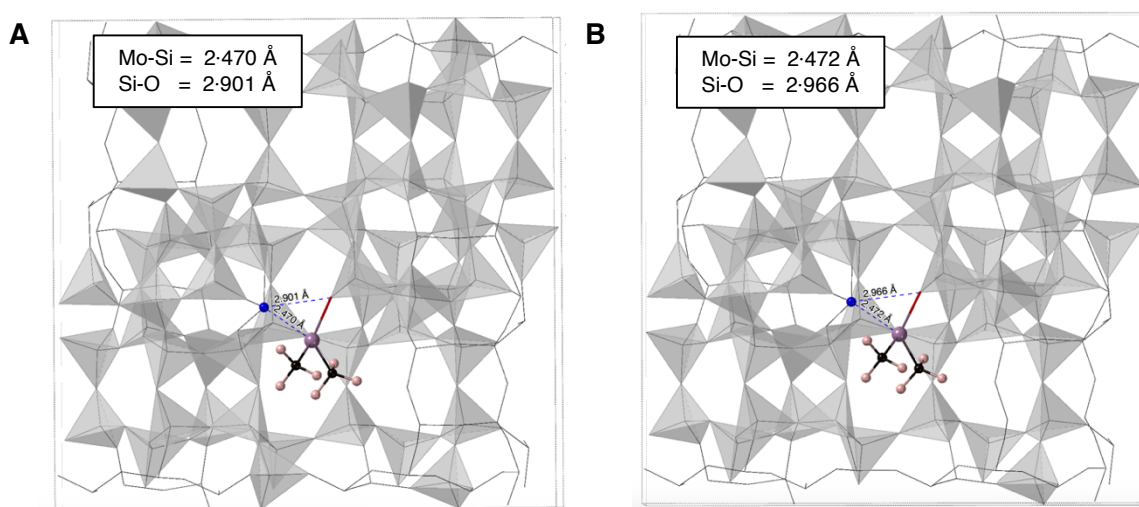 A
Mo-Si = 2·470 Å
Si-O = 2·901 Å
2.901 Å
2.470 Å
B
Mo-Si = 2·472 Å
Si-O = 2·966 Å
2.966 Å
2.472 Å